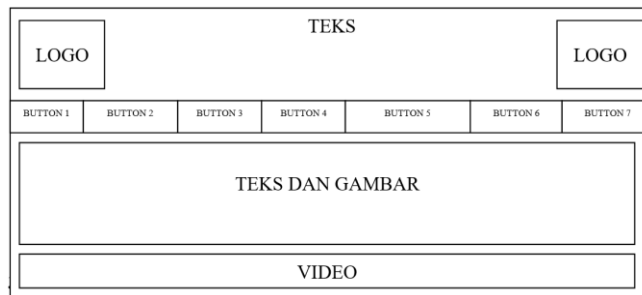 TEKS
LOGO
LOGO
BUTTON 1 BUTTON 2 BUTTON 3 BUTTON 4 BUTTON 5 BUTTON 6 BUTTON 7
TEKS DAN GAMBAR
VIDEO